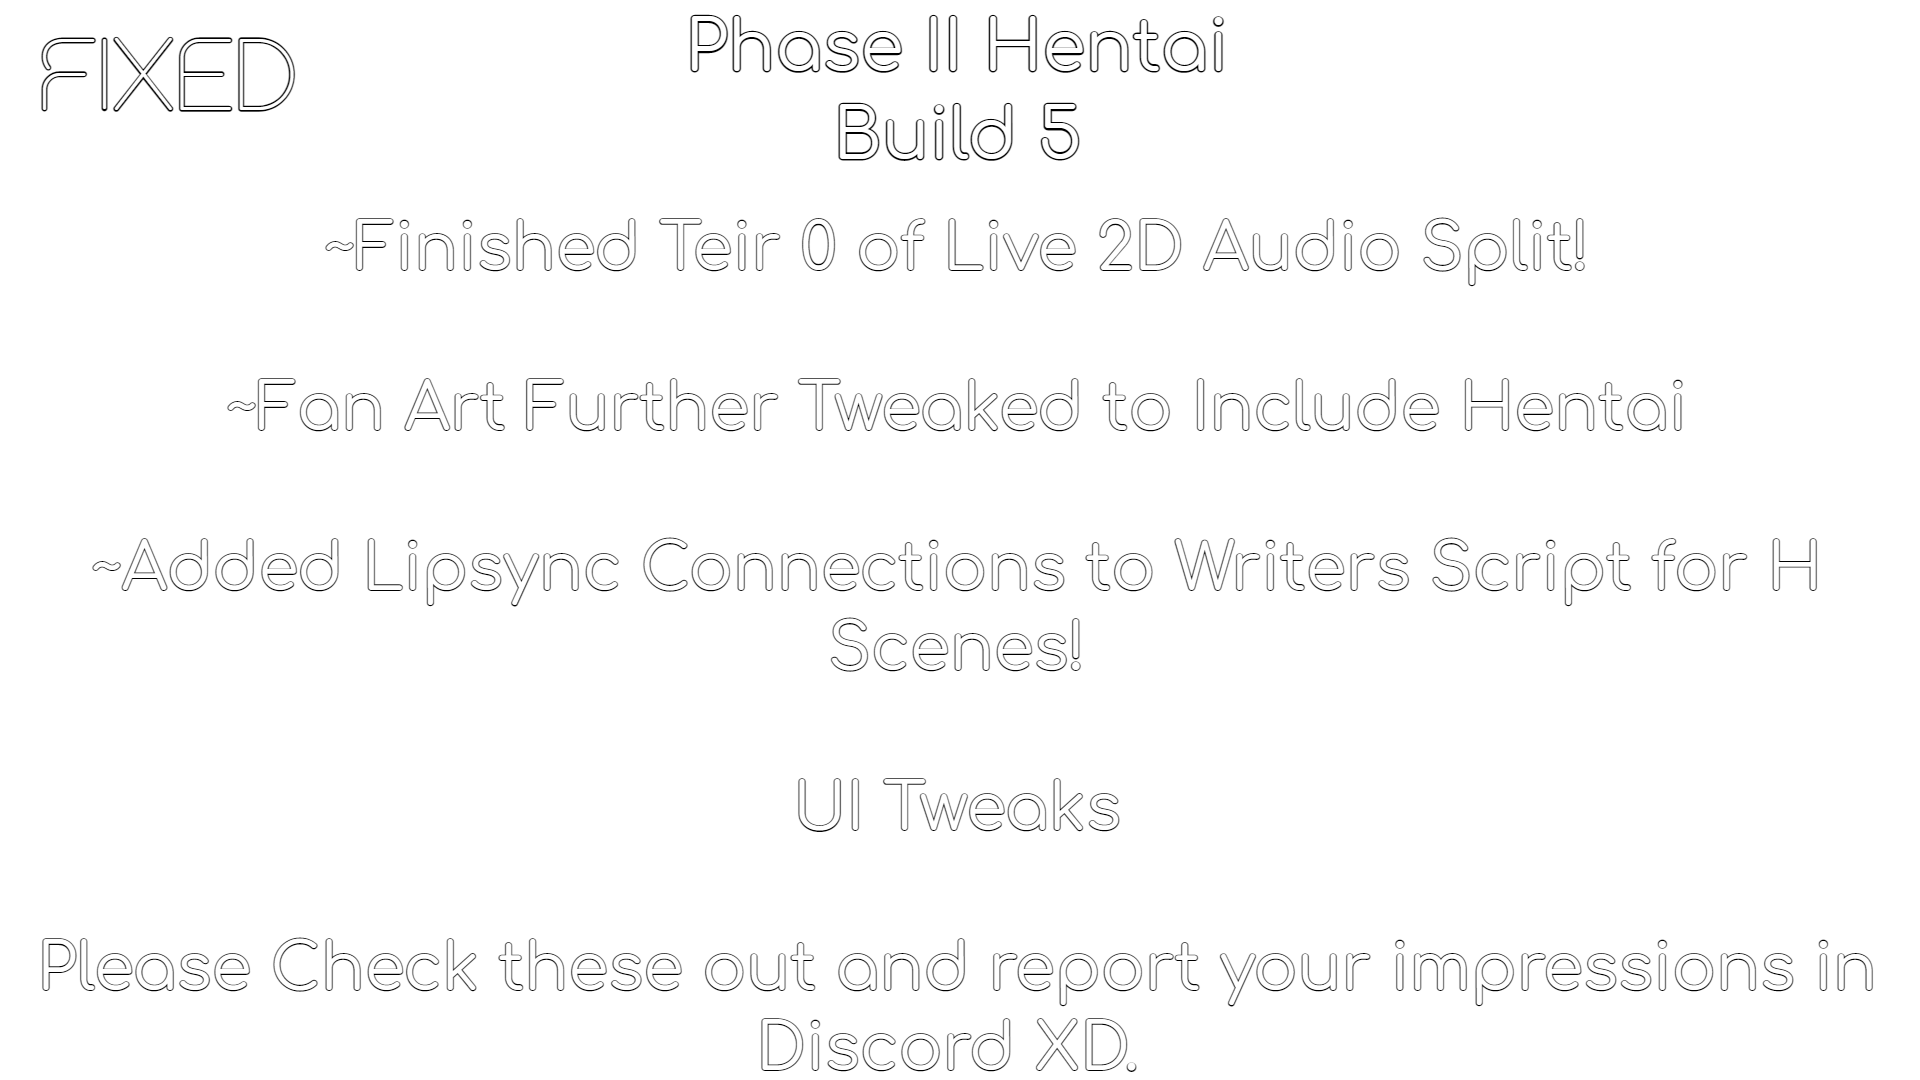 FIXED
Phase II Hentai
Build 5
~Finished Teir 0 of Live 2D Audio Split!
~Fan Art Further Tweaked to Include Hentai
~Added Lipsync Connections to Writers Script for H
Scenes!
UI Tweaks
Please Check these out and report your impressions in
Discord XD.